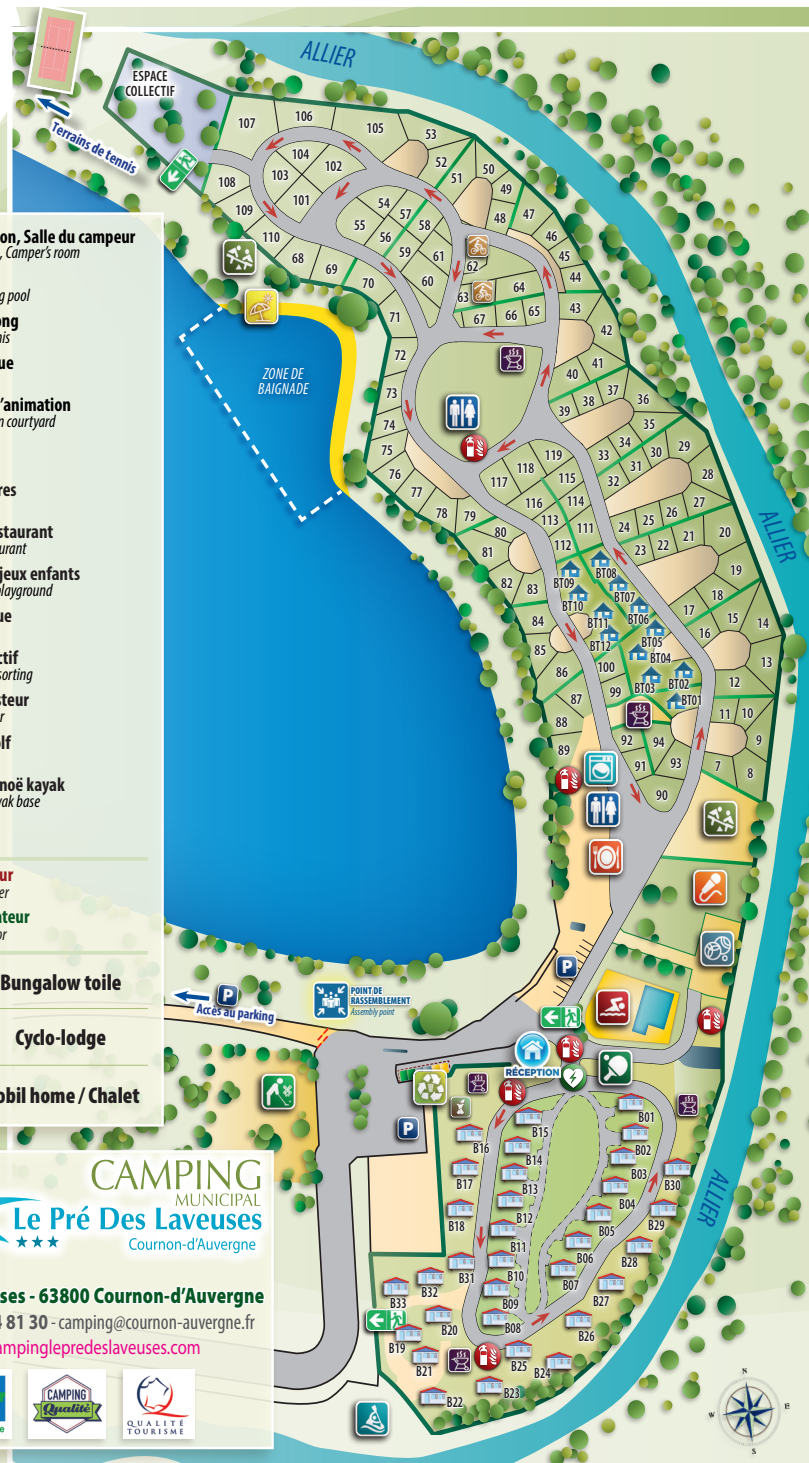 ALLIER
ESPACE
COLLECTIF
Terrains de tennis
107
106
105
53
104
102
52
51
50
49
103
101
108
109
110
54
57
58
48
47
55
56
59
61
62
46
45
44
68
69
70
60
63
64
67
66
65
43
42
71
72
73
74
75
76
77
78
79
80
81
82
83
84
85
86
87
88
89
40
41
39
38
37
36
35
34
33
32
31
30
29
28
27
26
25
24
23
22
21
20
19
18
17
16
15
14
13
12
11
10
9
8
7
119
118
117
116
115
114
113
112
111
100
99
92
94
91
93
90
BT09
BT08
BT10
BT07
BT11
BT06
BT12
BT05
BT04
BT03
BT02
BT01
ZONE DE
BAIGNADE
ALLIER
on, Salle du campeur
, Camper's room
g pool
ong
nis
ue
'animation
n courtyard
res
staurant
urant
jeux enfants
playground
ue
ctif
sorting
steur
r
olf
noë kayak
yak base
ur
er
ateur
or
Bungalow toile
Cyclo-lodge
obil home / Chalet
P
P
Accès au parking
POINT DE
RASSEMBLEMENT
Assembly point
RÉCEPTION
P
B01
B02
B03
B04
B05
B06
B07
B08
B09
B10
B11
B12
B13
B14
B15
B16
B17
B18
B19
B20
B21
B22
B23
B24
B25
B26
B27
B28
B29
B30
B31
B32
B33
ALLIER
CAMPING
MUNICIPAL
Le Pré Des Laveuses
★★★
Cournon-d'Auvergne
ses - 63800 Cournon-d'Auvergne
81 30 - camping@cournon-auvergne.fr
ampinglepredeslaveuses.com
e
CAMPING
Qualité
QUALITÉ
TOURISME
S
W
E
S